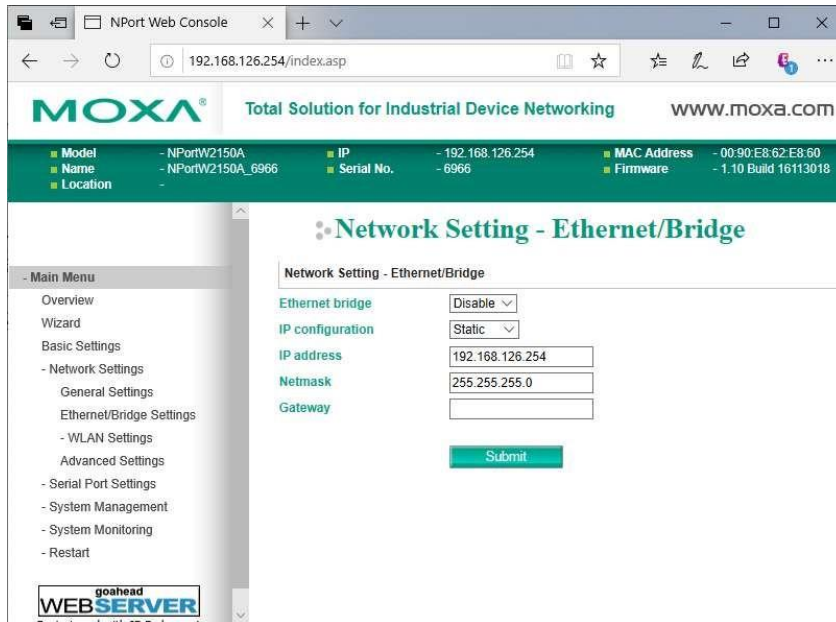 NPort Web Console
192.168.126.254/index.asp
MOXA® Total Solution for Industrial Device Networking www.moxa.com
Model - NPortW2150A IP - 192.168.126.254 MAC Address - 00:90:E8:62:E8:60
Name - NPortW2150A_6966 Serial No. - 6966 Firmware - 1.10 Build 16113018
Location -
Network Setting - Ethernet/Bridge
- Main Menu
Overview
Wizard
Basic Settings
- Network Settings
General Settings
Ethernet/Bridge Settings
- WLAN Settings
Advanced Settings
- Serial Port Settings
- System Management
- System Monitoring
- Restart
goahead
WEBSERVER
Network Setting - Ethernet/Bridge
Ethernet bridge Disable
IP configuration Static
IP address 192.168.126.254
Netmask 255.255.255.0
Gateway
Submit